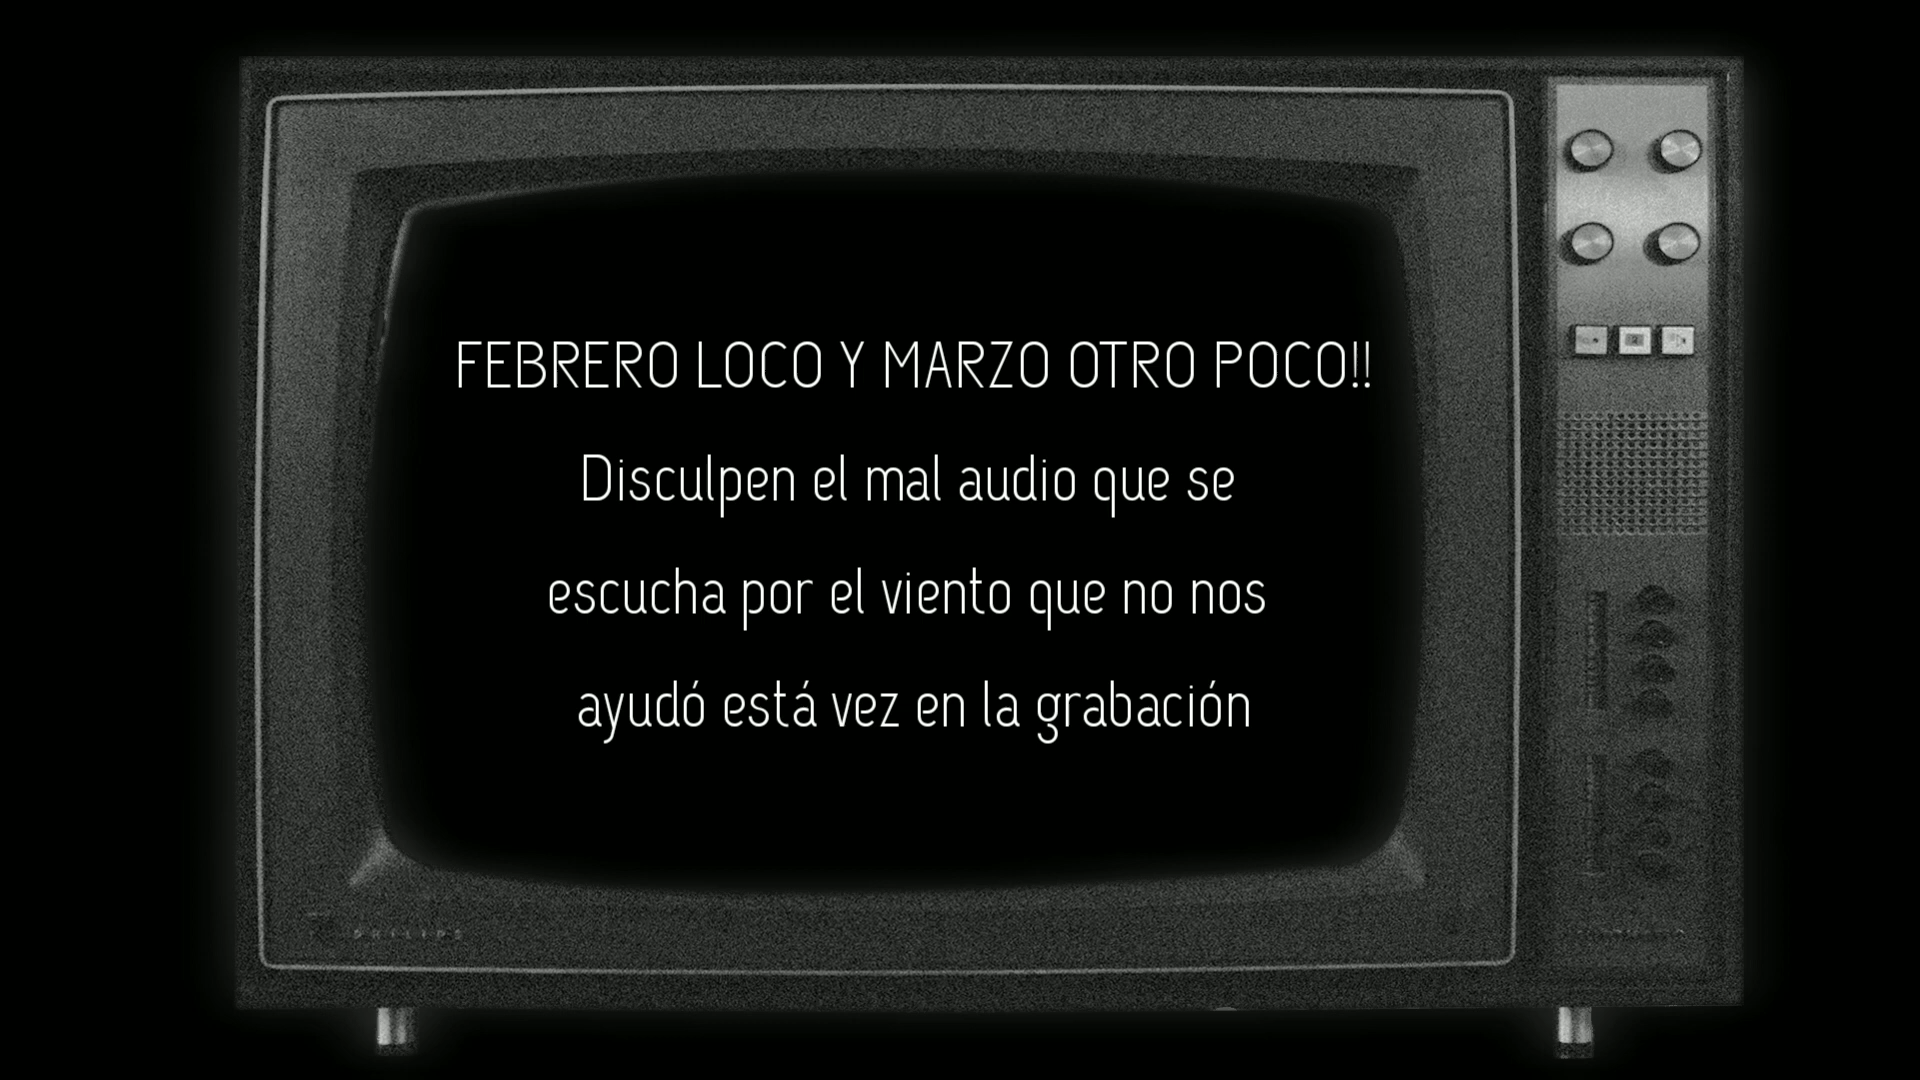 FEBRERO LOCO Y MARZO OTRO POCO!!
Disculpen el mal audio que se
escucha por el viento que no nos
ayudó está vez en la grabación
PHILIPS